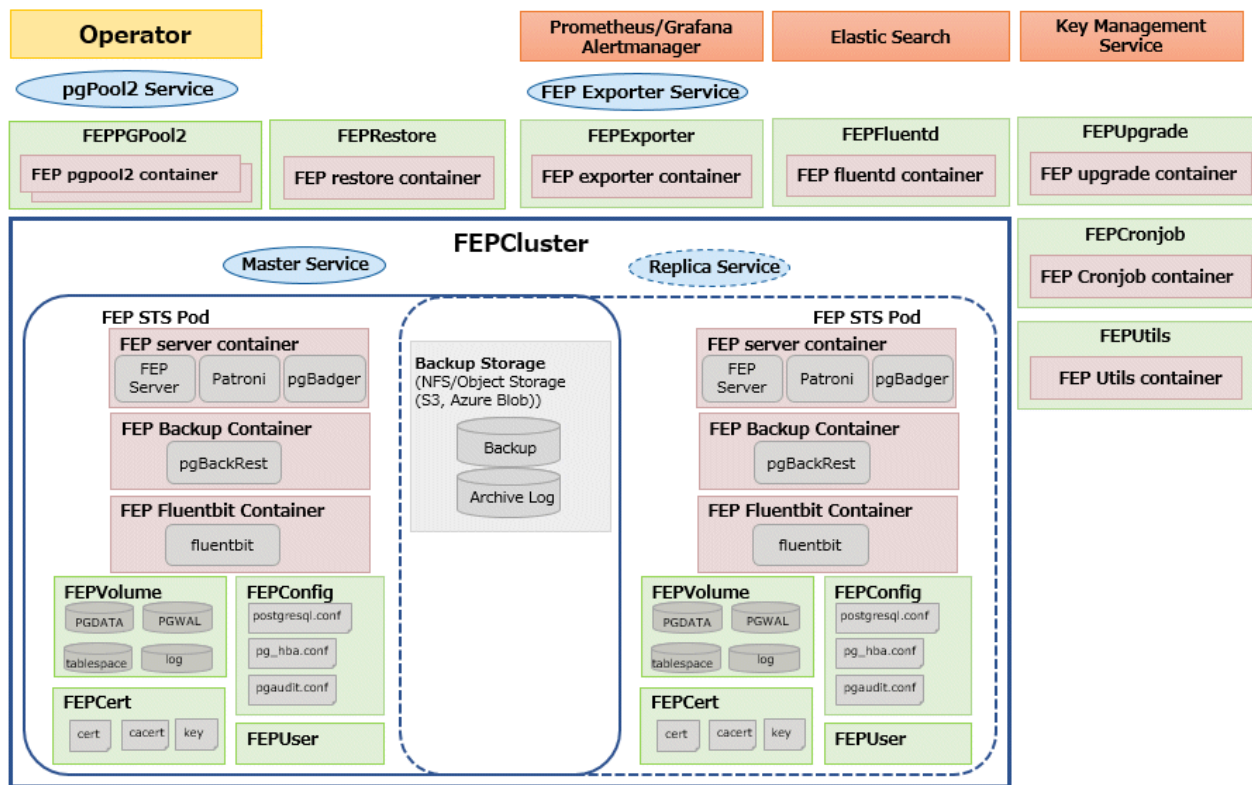 Operator
Prometheus/Grafana
Alertmanager
Elastic Search
Key Management
Service
pgPool2 Service
FEP Exporter Service
FEPPGPool2
FEP pgpool2 container
FEPRestore
FEP restore container
FEPExporter
FEP exporter container
FEPFluentd
FEP fluentd container
FEPUpgrade
FEP upgrade container
FEPCronjob
FEP Cronjob container
FEPUtils
FEP Utils container
FEPCluster
Master Service
Replica Service
FEP STS Pod
FEP server container
FEP
Server
Patroni
pgBadger
FEP Backup Container
pgBackRest
FEP Fluentbit Container
fluentbit
FEPVolume
PGDATA
PGWAL
tablespace
log
FEPConfig
postgresql.conf
pg_hba.conf
pgaudit.conf
FEPCert
cert
cacert
key
FEPUser
Backup Storage
(NFS/Object Storage
(S3, Azure Blob))
Backup
Archive Log
FEP STS Pod
FEP server container
FEP
Server
Patroni
pgBadger
FEP Backup Container
pgBackRest
FEP Fluentbit Container
fluentbit
FEPVolume
PGDATA
PGWAL
tablespace
log
FEPConfig
postgresql.conf
pg_hba.conf
pgaudit.conf
FEPCert
cert
cacert
key
FEPUser